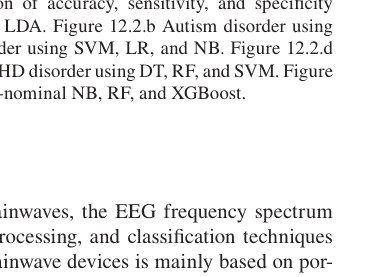 on of accuracy, sensitivity, and specificity
LDA. Figure 12.2.b Autism disorder using
der using SVM, LR, and NB. Figure 12.2.d
HD disorder using DT, RF, and SVM. Figure
-nominal NB, RF, and XGBoost.
ainwaves, the EEG frequency spectrum
rocessing, and classification techniques
ainwave devices is mainly based on por-